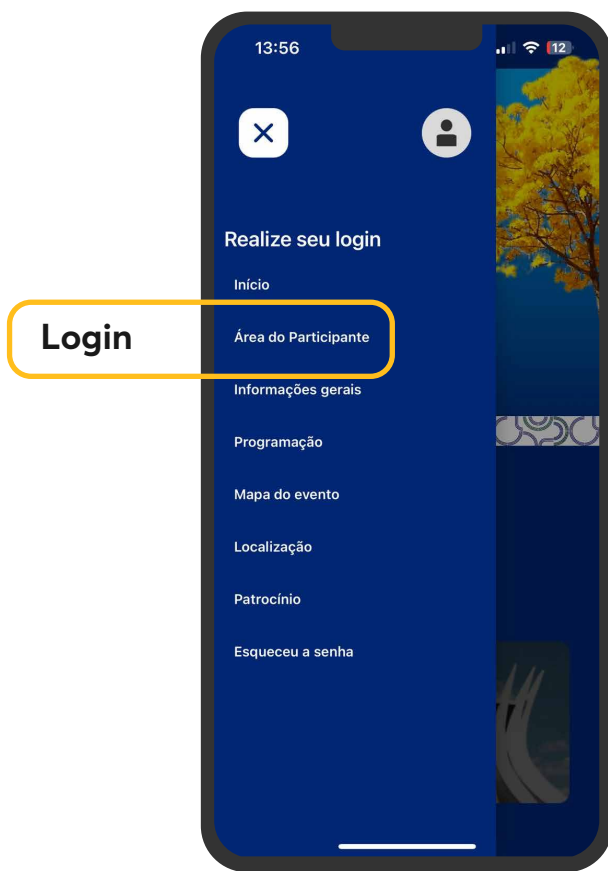 13:56
12
Realize seu login
Início
Login
Área do Participante
Informações gerais
Programação
Mapa do evento
Localização
Patrocínio
Esqueceu a senha